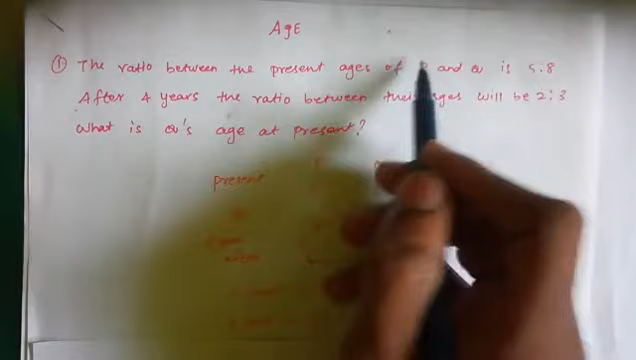 AgE
① The ratio between the present ages of P and Q is 5:8
After 4 years the ratio between their ages will be 2:3
What is Q's age at present?
present